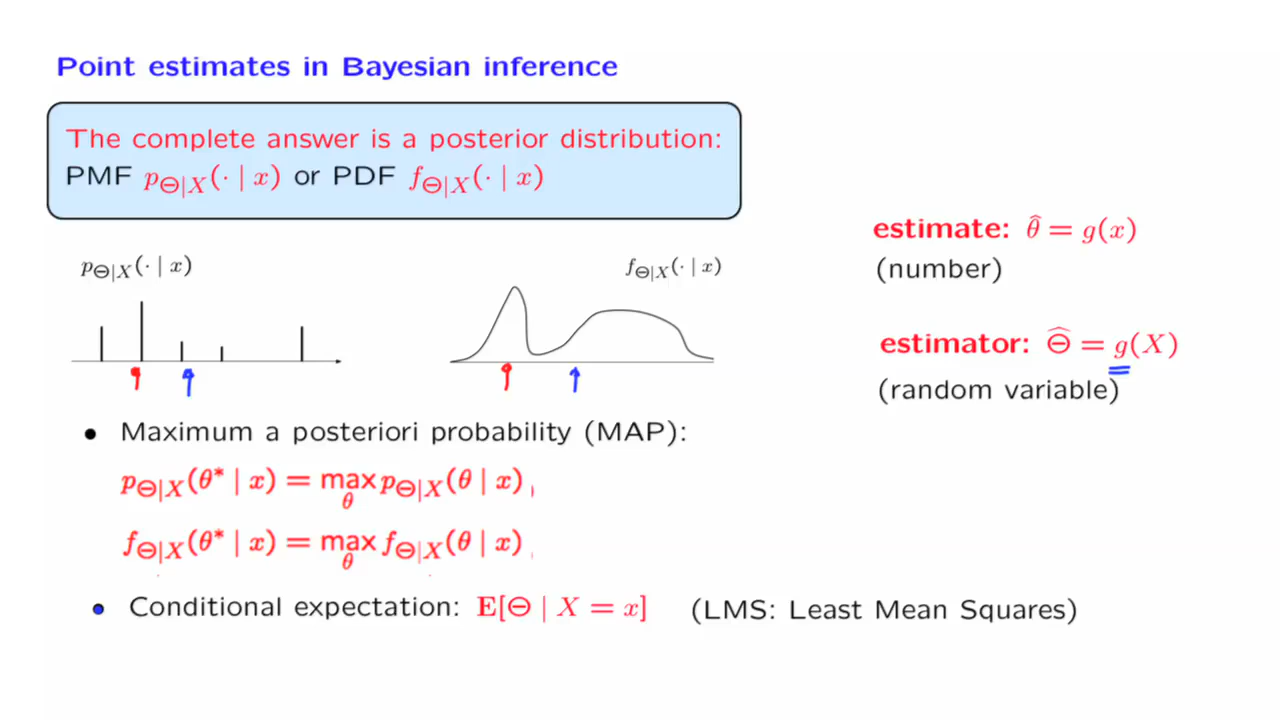 Point estimates in Bayesian inference
The complete answer is a posterior distribution:
PMF p_{Θ|X}(· | x) or PDF f_{Θ|X}(· | x)
p_{Θ|X}(· | x)
f_{Θ|X}(· | x)
estimate: θ̂ = g(x)
(number)
estimator: Θ̂ = g(X)
(random variable)
• Maximum a posteriori probability (MAP):
p_{Θ|X}(θ* | x) = max_θ p_{Θ|X}(θ | x)
f_{Θ|X}(θ* | x) = max_θ f_{Θ|X}(θ | x)
• Conditional expectation: E[Θ | X = x] (LMS: Least Mean Squares)